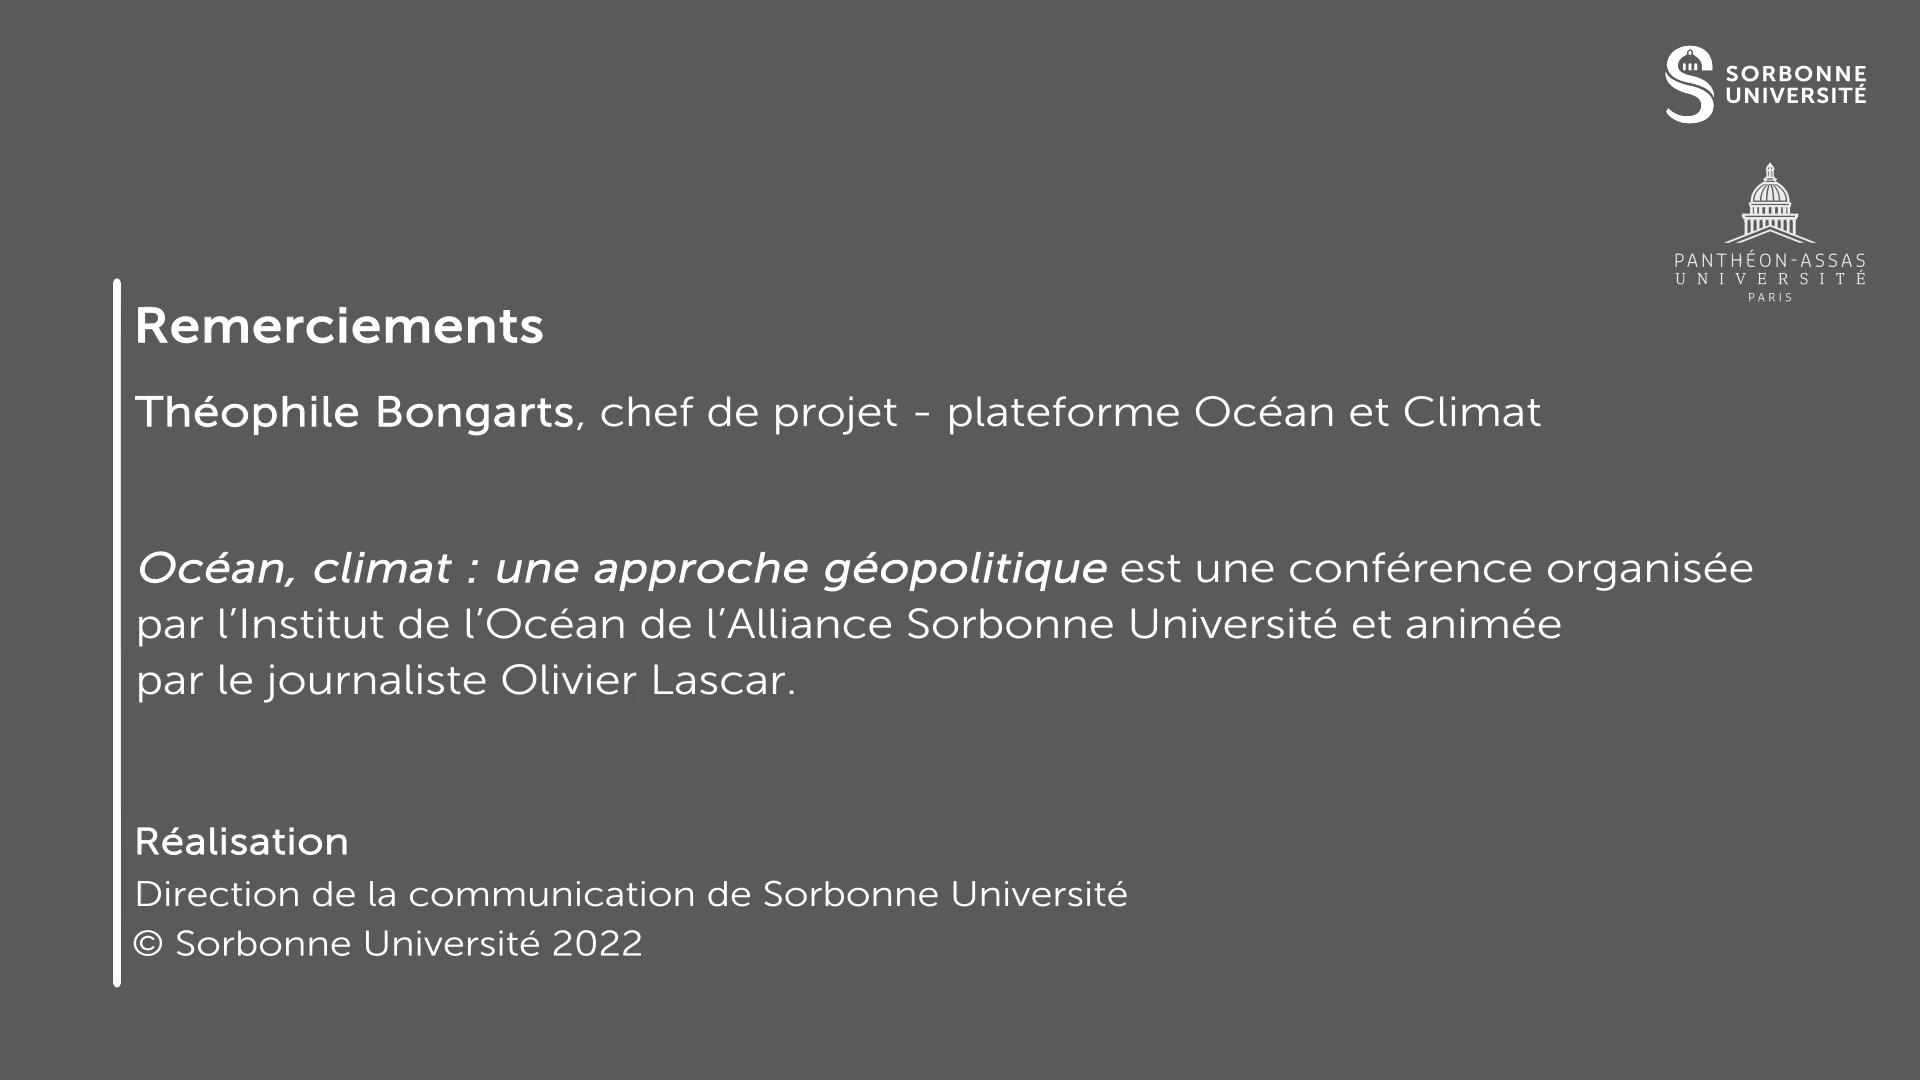 SORBONNE
UNIVERSITÉ
PANTHÉON-ASSAS
UNIVERSITÉ
PARIS
Remerciements
Théophile Bongarts, chef de projet - plateforme Océan et Climat
Océan, climat : une approche géopolitique est une conférence organisée
par l’Institut de l’Océan de l’Alliance Sorbonne Université et animée
par le journaliste Olivier Lascar.
Réalisation
Direction de la communication de Sorbonne Université
© Sorbonne Université 2022